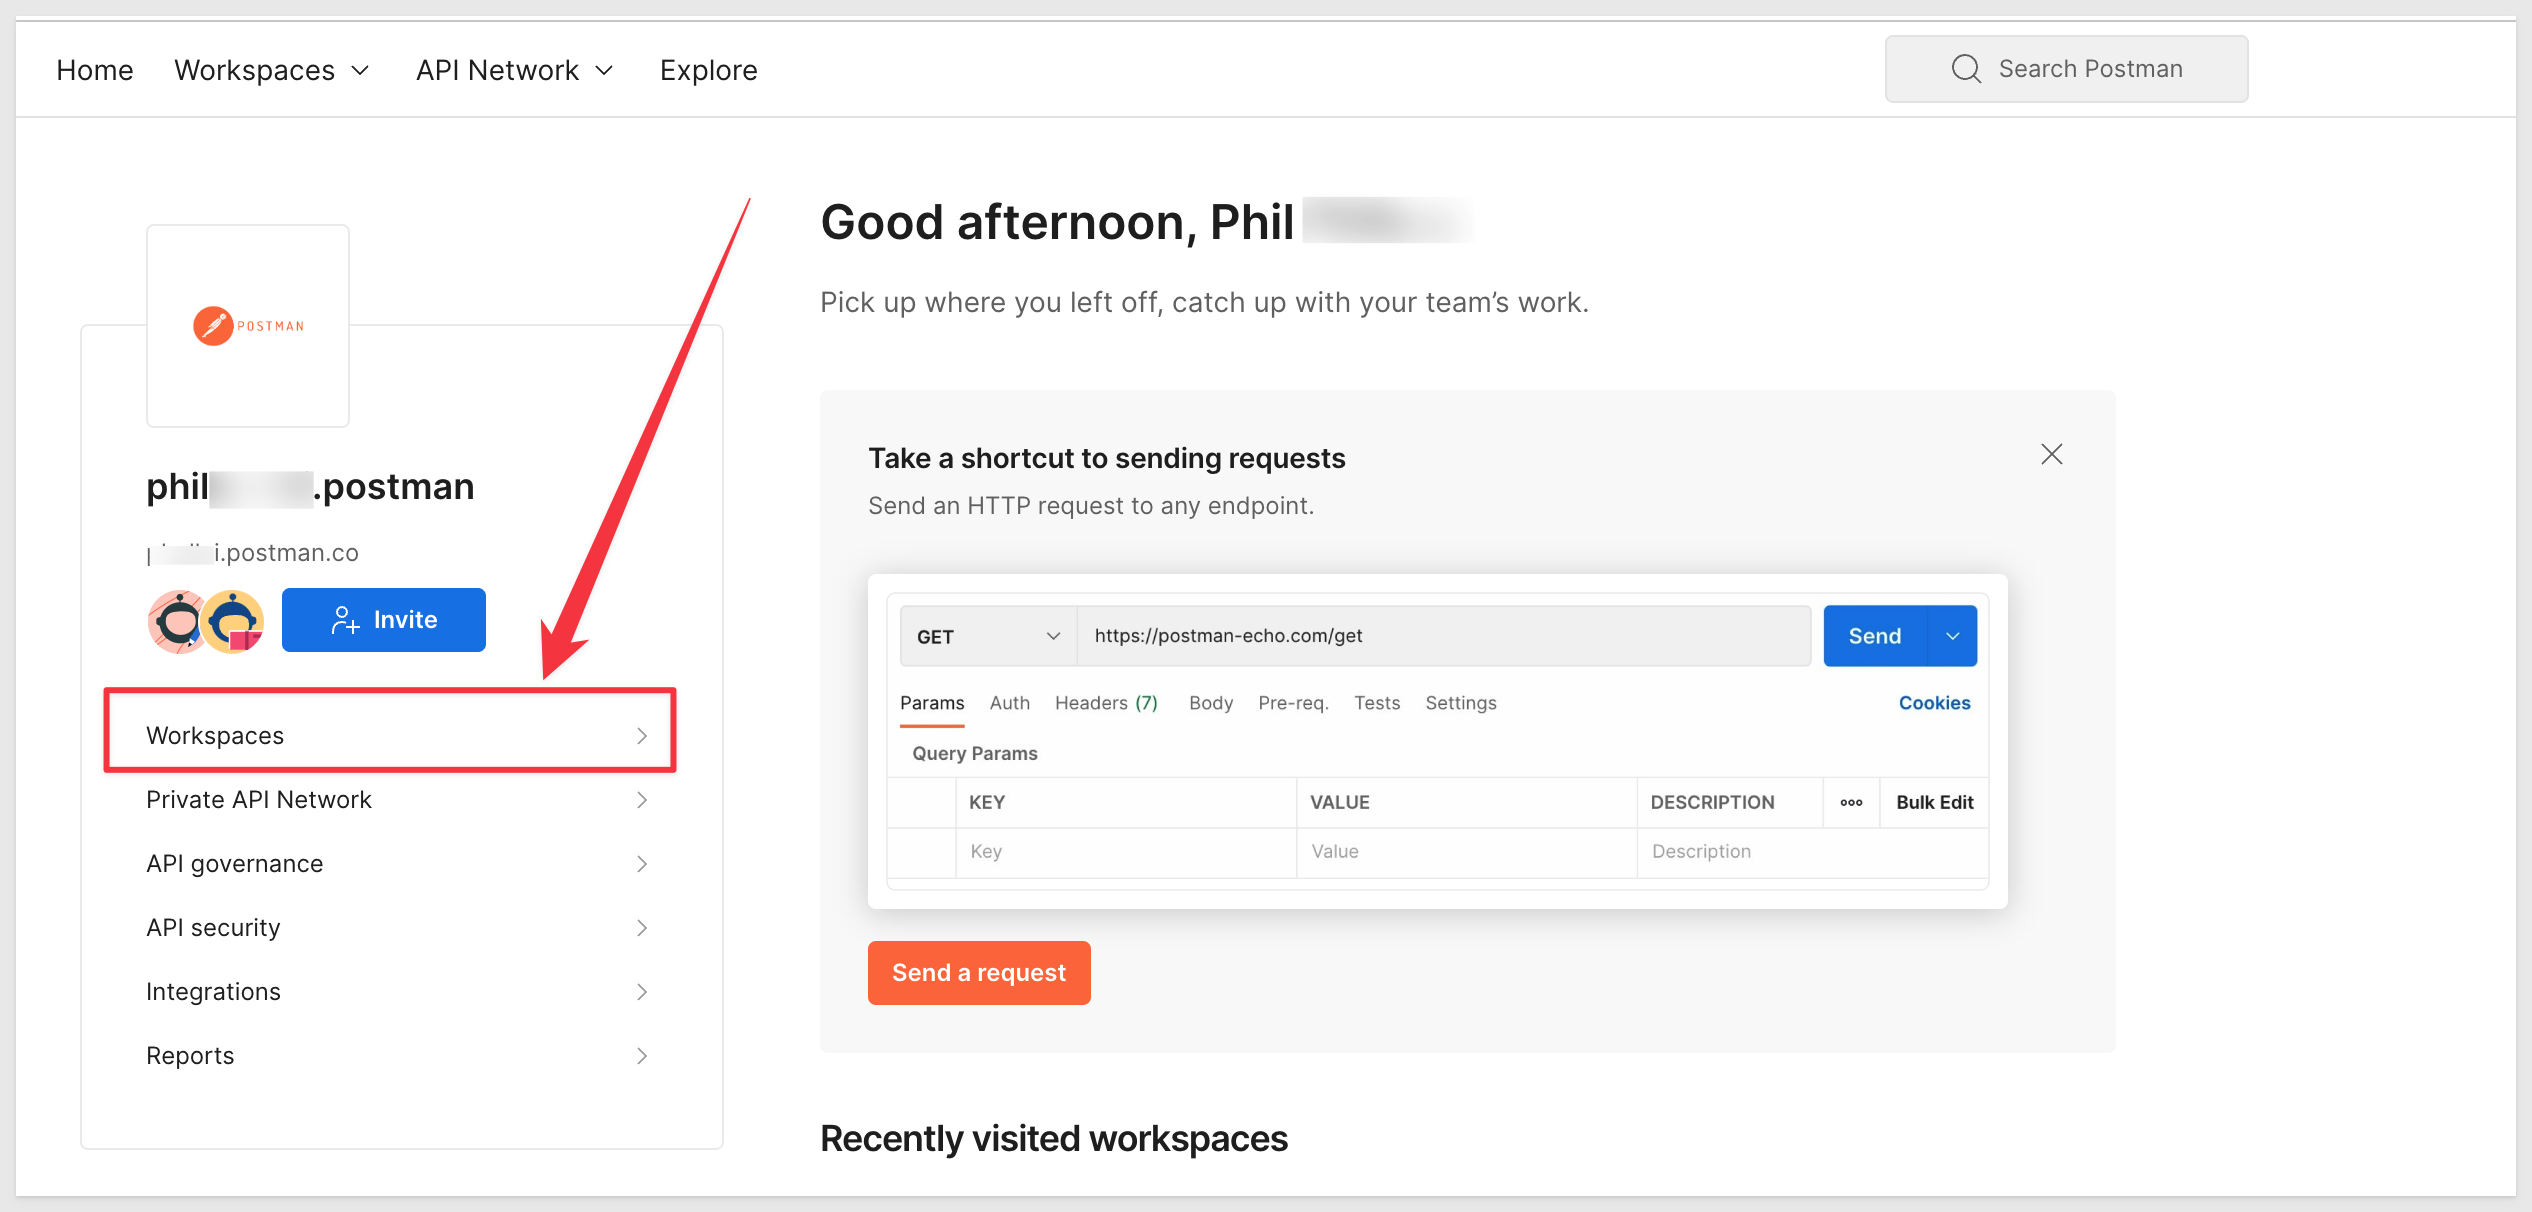 Home Workspaces API Network Explore Search Postman
Good afternoon, Phil
Pick up where you left off, catch up with your team’s work.
POSTMAN
phil .postman
i.postman.co
Invite
Workspaces
Private API Network
API governance
API security
Integrations
Reports
Take a shortcut to sending requests
Send an HTTP request to any endpoint.
GET https://postman-echo.com/get Send
Params Auth Headers (7) Body Pre-req. Tests Settings Cookies
Query Params
KEY VALUE DESCRIPTION ooo Bulk Edit
Key Value Description
Send a request
Recently visited workspaces